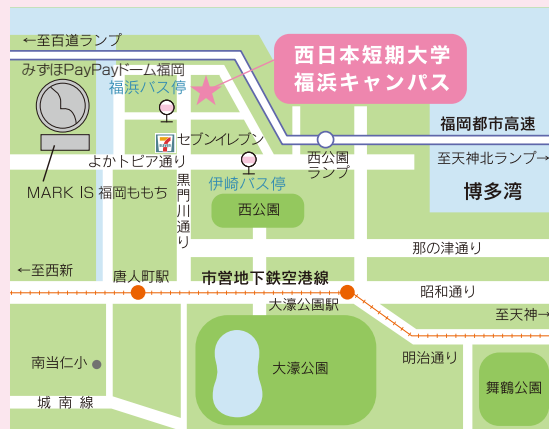 ←至百道ランプ
みずほPayPayドーム福岡
福浜バス停
西日本短期大学
福浜キャンパス
セブンイレブン
福岡都市高速
よかトピア通り
西公園
ランプ
至天神北ランプ→
MARK IS 福岡ももち
黒門川通り
伊崎バス停
博多湾
西公園
那の津通り
←至西新
唐人町駅
市営地下鉄空港線
昭和通り
大濠公園駅
至天神→
南当仁小
大濠公園
明治通り
舞鶴公園
城南線